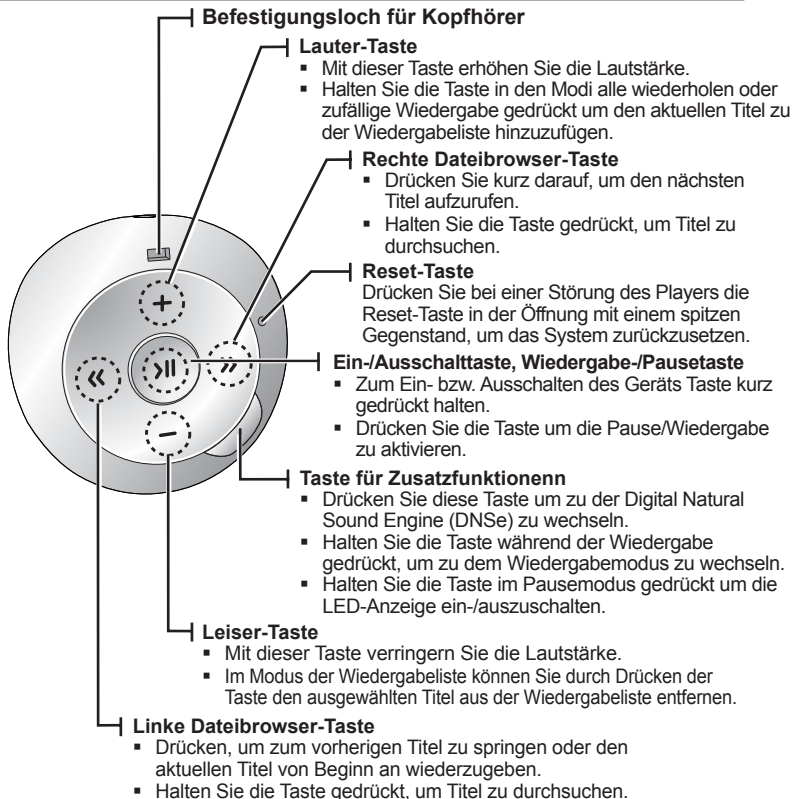 Befestigungsloch für Kopfhörer
Lauter-Taste
▪ Mit dieser Taste erhöhen Sie die Lautstärke.
▪ Halten Sie die Taste in den Modi alle wiederholen oder
zufällige Wiedergabe gedrückt um den aktuellen Titel zu
der Wiedergabeliste hinzuzufügen.
Rechte Dateibrowser-Taste
▪ Drücken Sie kurz darauf, um den nächsten
Titel aufzurufen.
▪ Halten Sie die Taste gedrückt, um Titel zu
durchsuchen.
Reset-Taste
Drücken Sie bei einer Störung des Players die
Reset-Taste in der Öffnung mit einem spitzen
Gegenstand, um das System zurückzusetzen.
Ein-/Ausschalttaste, Wiedergabe-/Pausetaste
▪ Zum Ein- bzw. Ausschalten des Geräts Taste kurz
gedrückt halten.
▪ Drücken Sie die Taste um die Pause/Wiedergabe
zu aktivieren.
Taste für Zusatzfunktionenn
▪ Drücken Sie diese Taste um zu der Digital Natural
Sound Engine (DNSe) zu wechseln.
▪ Halten Sie die Taste während der Wiedergabe
gedrückt, um zu dem Wiedergabemodus zu wechseln.
▪ Halten Sie die Taste im Pausemodus gedrückt um die
LED-Anzeige ein-/auszuschalten.
Leiser-Taste
▪ Mit dieser Taste verringern Sie die Lautstärke.
▪ Im Modus der Wiedergabeliste können Sie durch Drücken der
Taste den ausgewählten Titel aus der Wiedergabeliste entfernen.
Linke Dateibrowser-Taste
▪ Drücken, um zum vorherigen Titel zu springen oder den
aktuellen Titel von Beginn an wiederzugeben.
▪ Halten Sie die Taste gedrückt, um Titel zu durchsuchen.